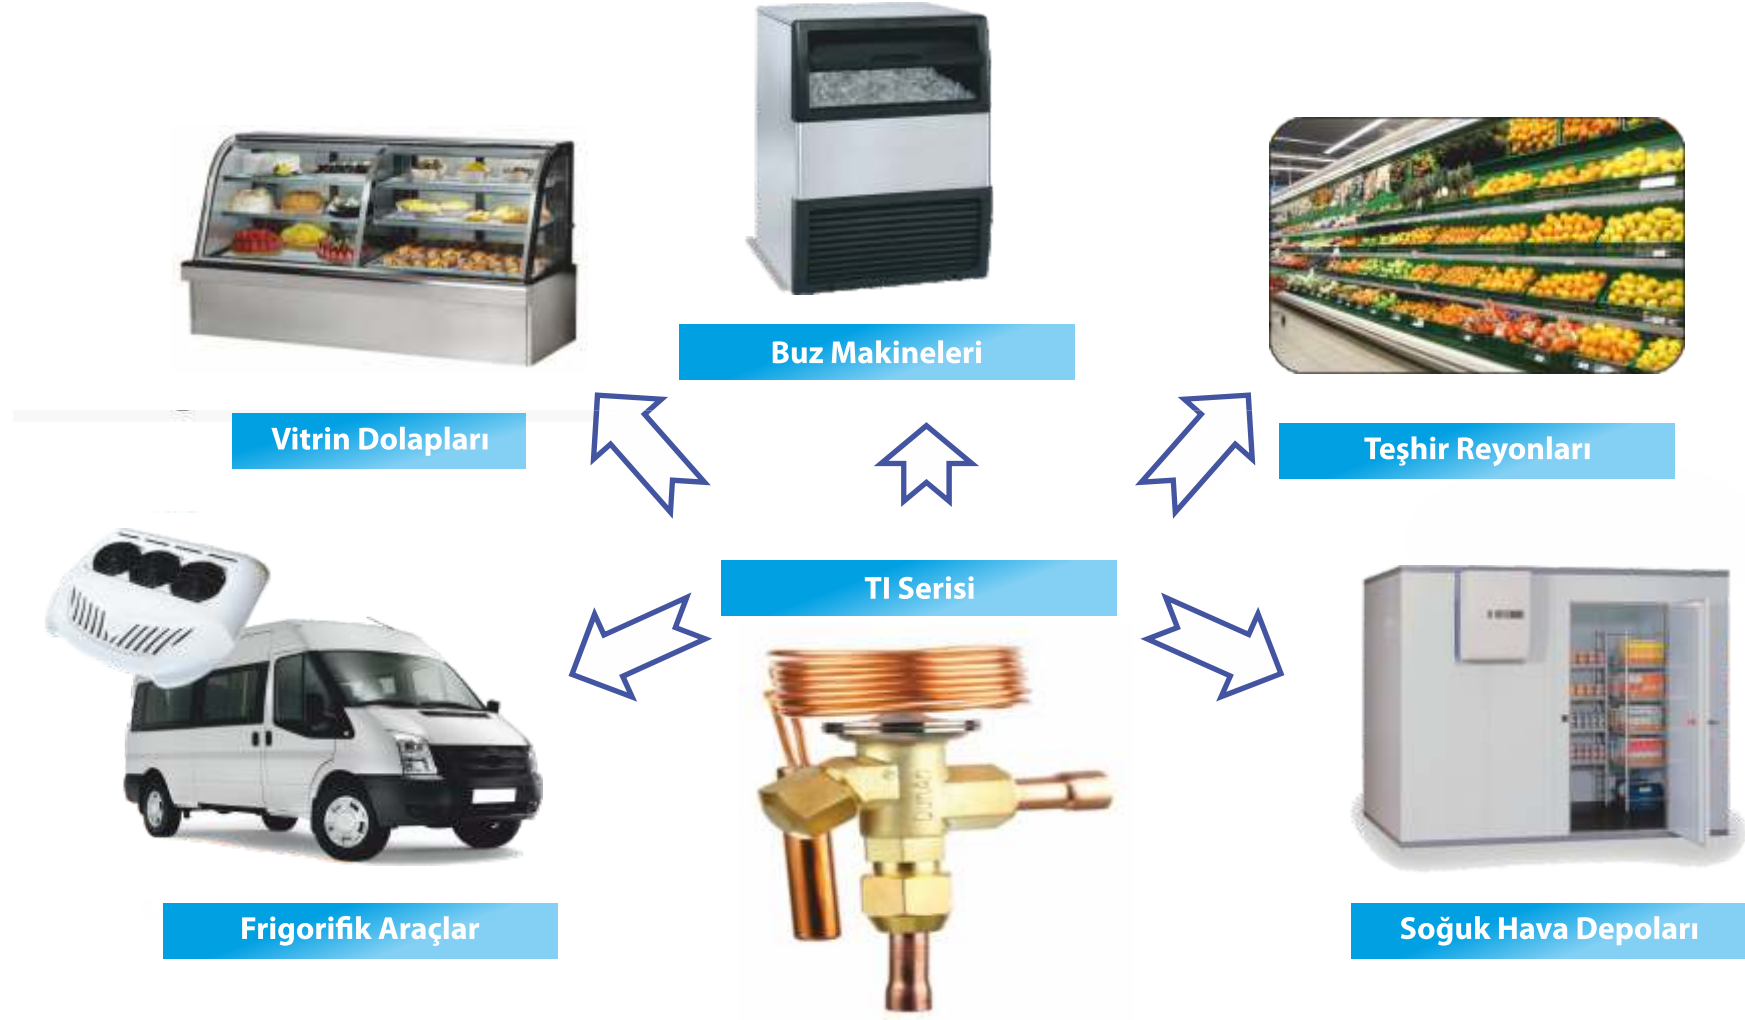 Buz Makineleri
Vitrin Dolapları
Teşhir Reyonları
TI Serisi
Frigorifik Araçlar
Soğuk Hava Depoları